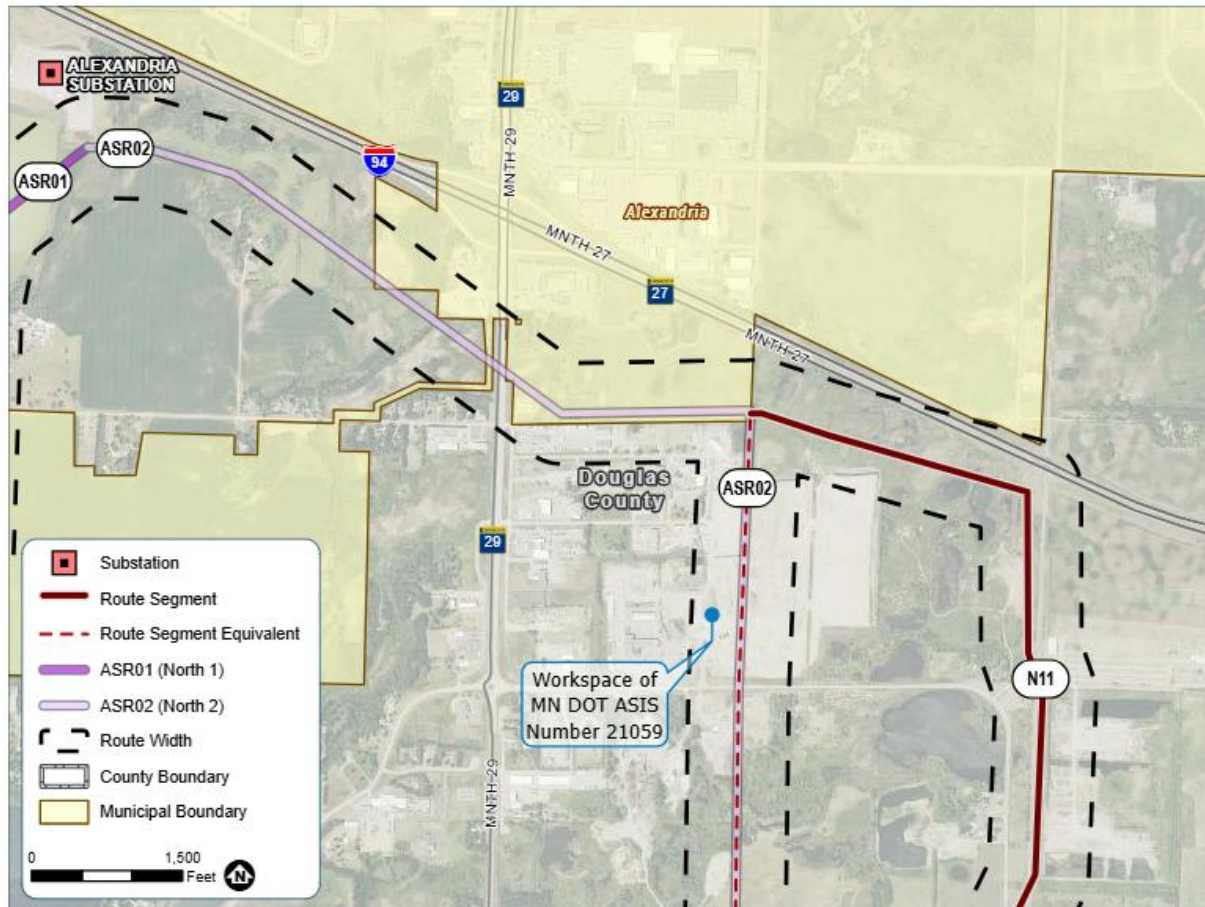 ALEXANDRIA
SUBSTATION
ASR02
ASR01
94
29
MNTH-29
Alexandria
MNTH-27
27
MNTH-27
Douglas
County
ASR02
29
Workspace of
MN DOT ASIS
Number 21059
N11
MNTH-29
Substation
Route Segment
Route Segment Equivalent
ASR01 (North 1)
ASR02 (North 2)
Route Width
County Boundary
Municipal Boundary
0 1,500
Feet
N